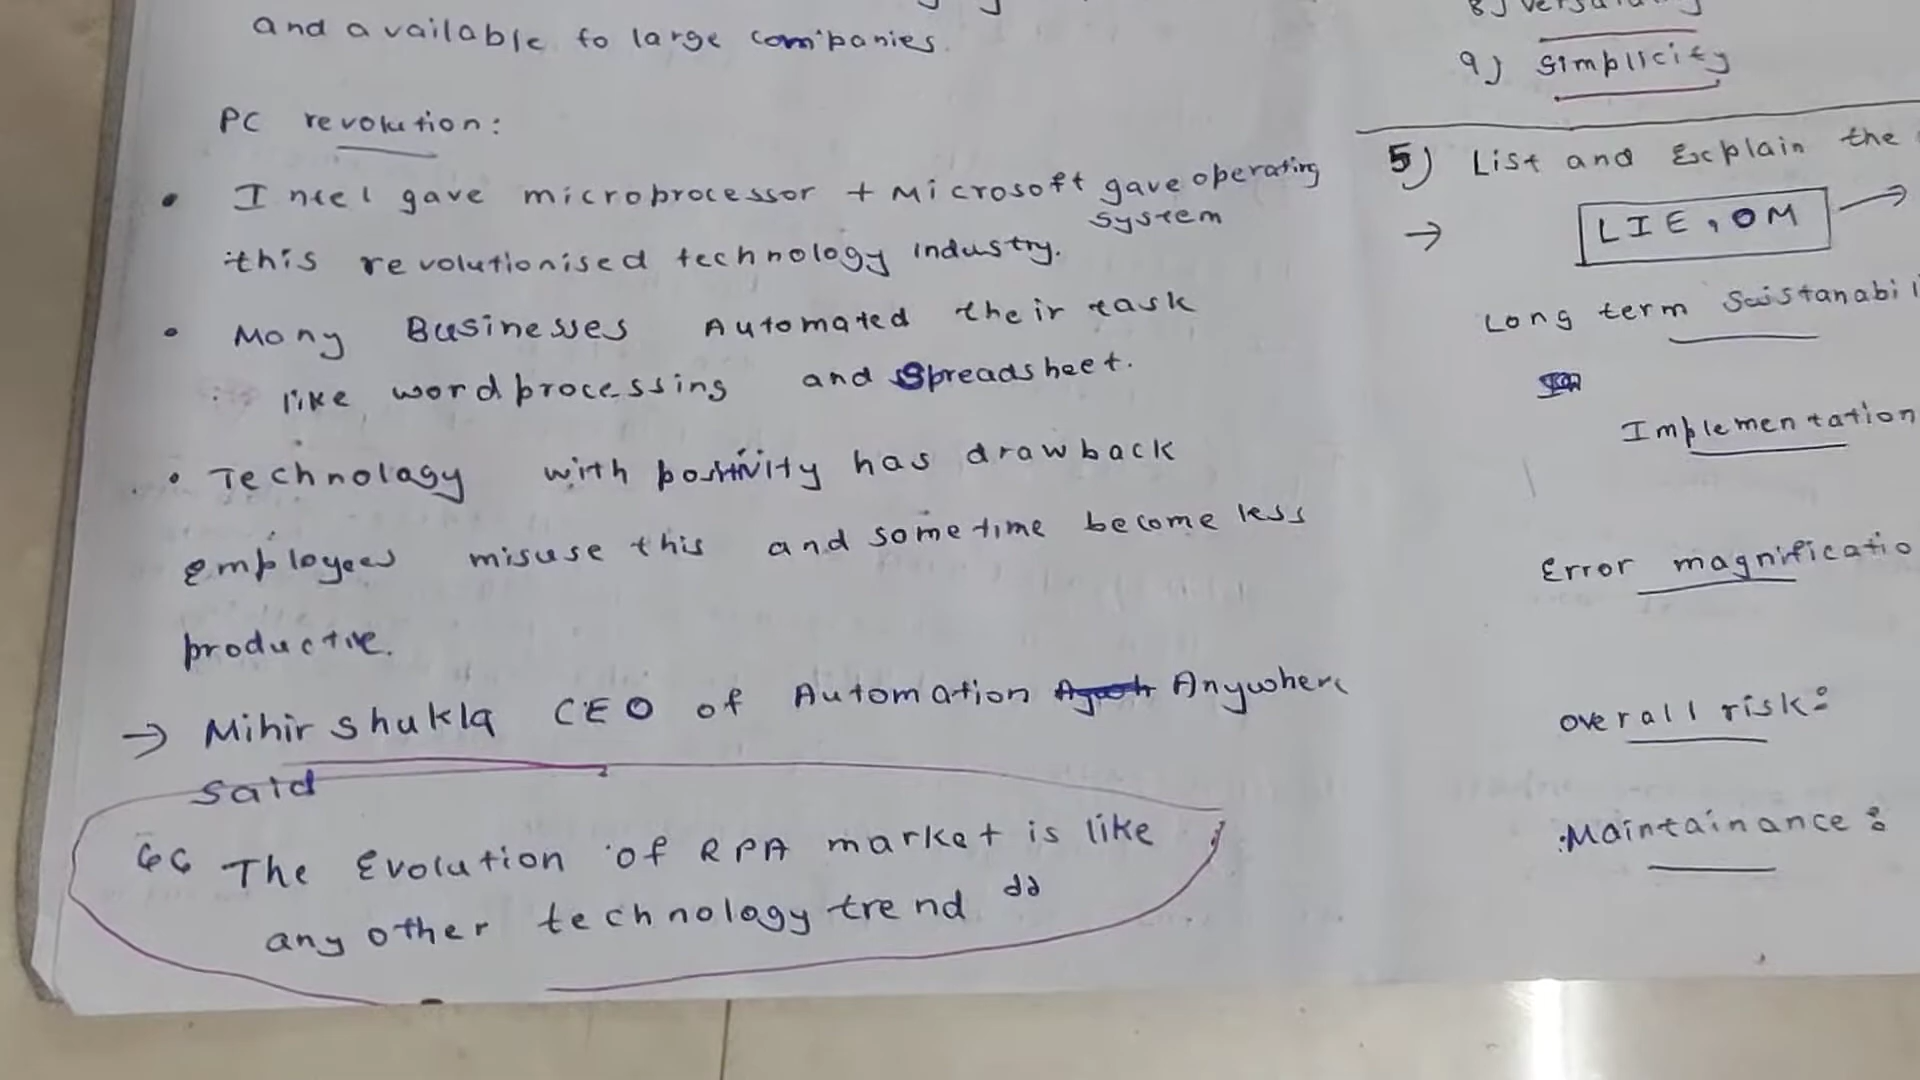 and available to large companies.
PC revolution:
• Intel gave microprocessor + Microsoft gave operating
system
this revolutionised technology industry.
• Many Businesses Automated their task
like wordprocessing and Spreadsheet.
• Technology with positivity has drawback
employees misuse this and sometime become less
productive.
→ Mihir shukla CEO of Automation Anywhere
said
“ The Evolution of RPA market is like
any other technology trend ”
9) Simplicity
5) List and Explain the
→ LIE, OM →
Long term Sustanabil
Implementation
Error magnificatio
overall risk:
Maintainance: